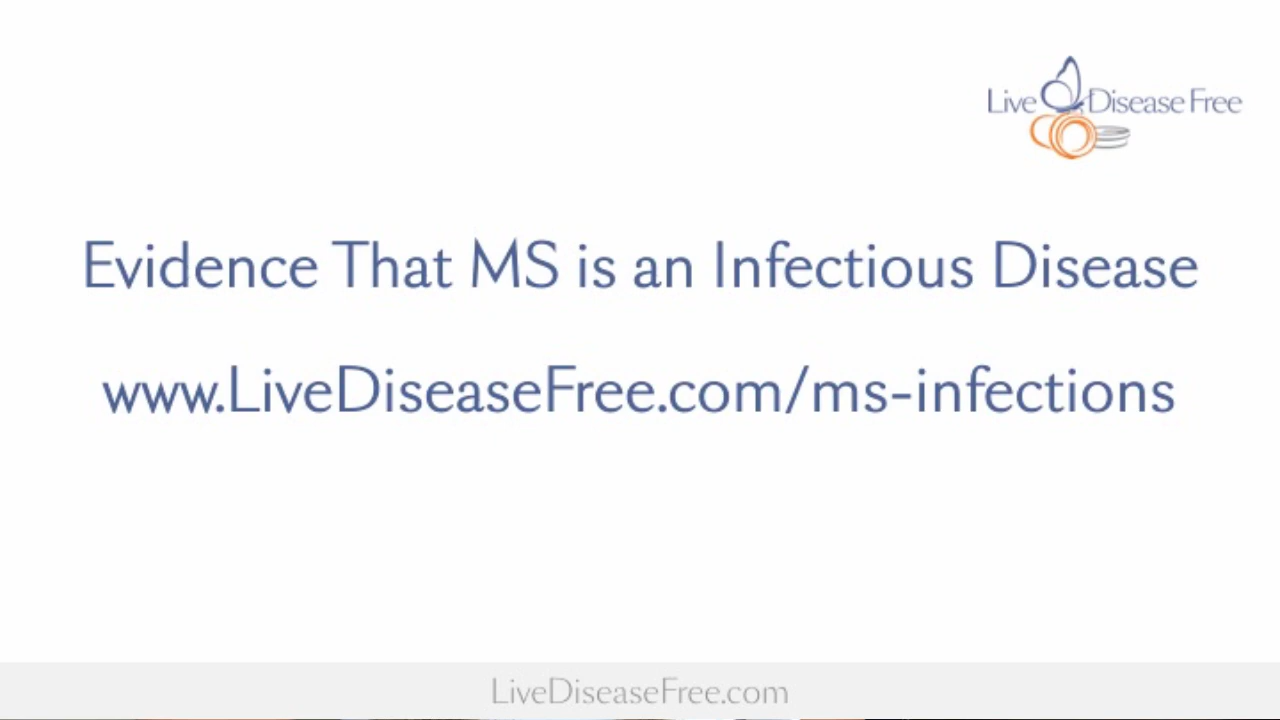 Live Disease Free
Evidence That MS is an Infectious Disease
www.LiveDiseaseFree.com/ms-infections
LiveDiseaseFree.com